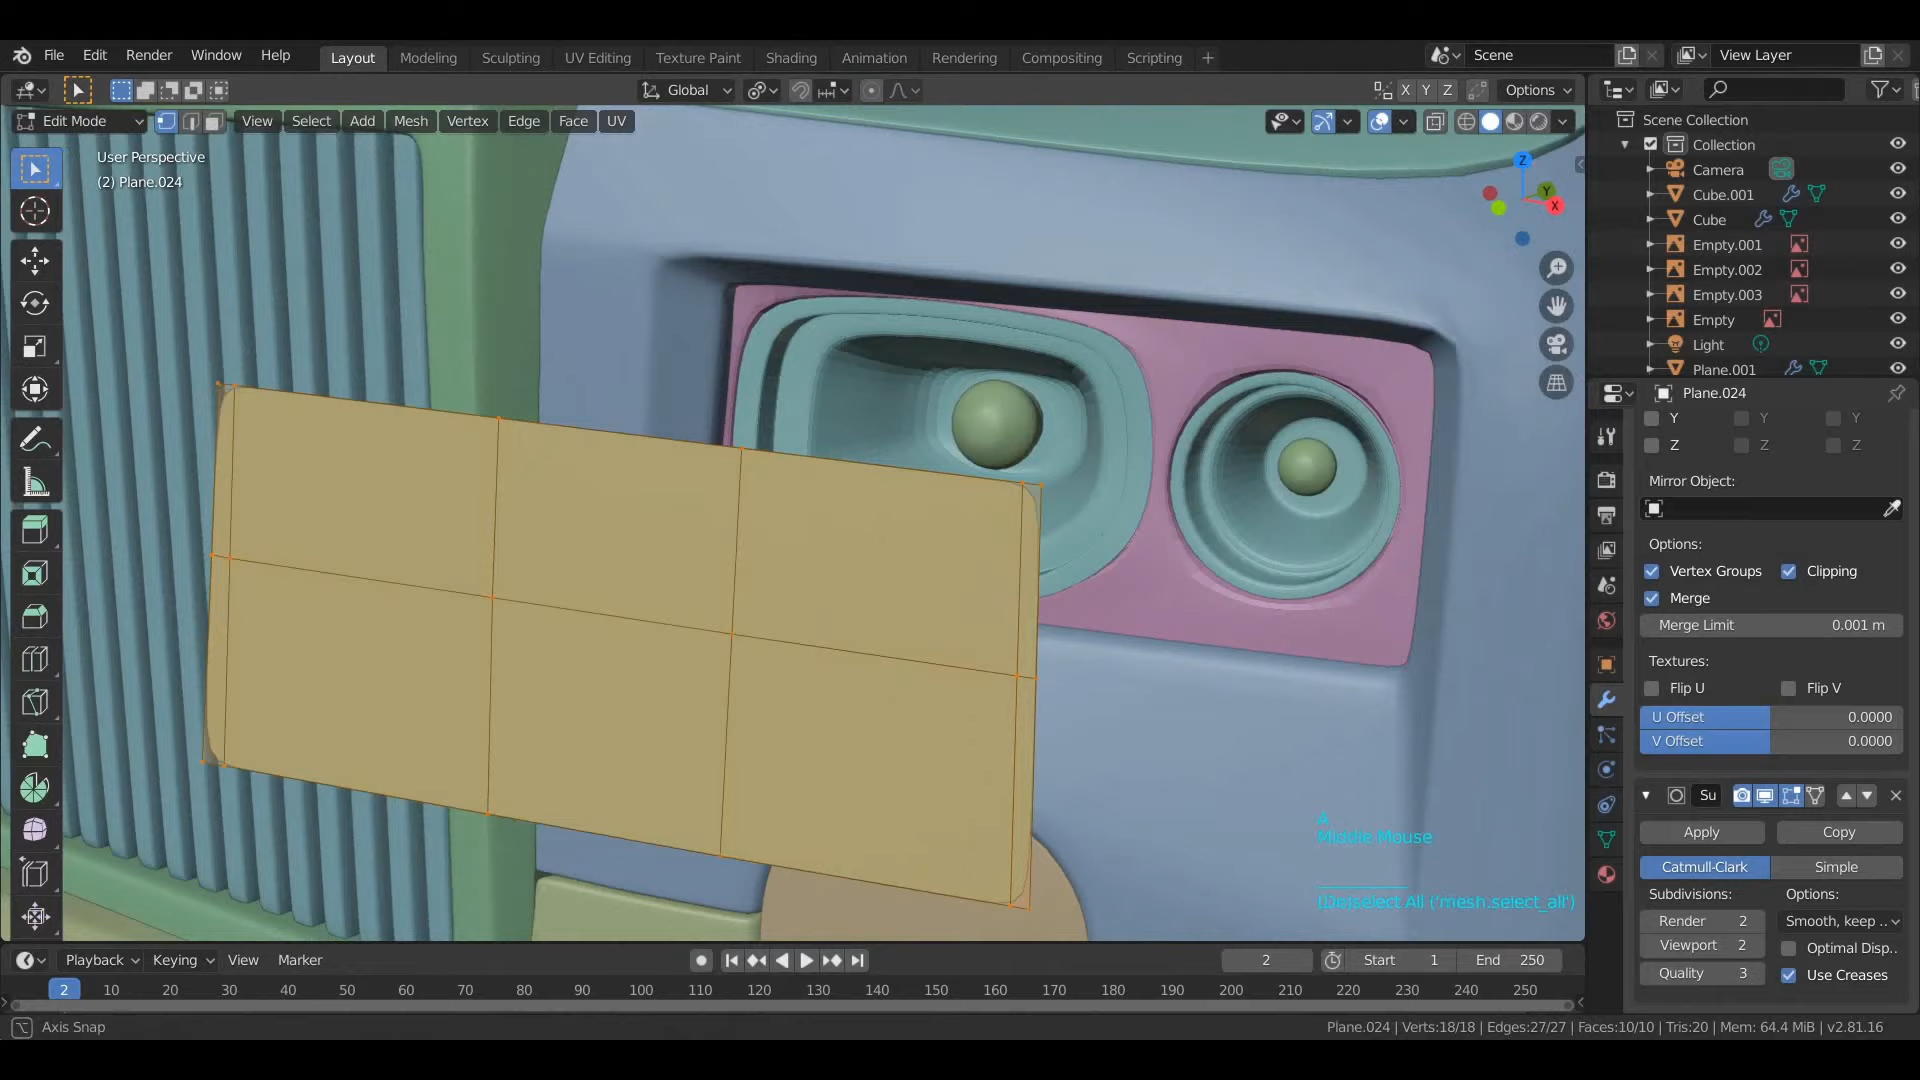 File Edit Render Window Help Layout Modeling Sculpting UV Editing Texture Paint Shading Animation Rendering Compositing Scripting + Scene View Layer
Global X Y Z Options
Edit Mode View Select Add Mesh Vertex Edge Face UV
User Perspective
(2) Plane.024
Z
Y
X
Scene Collection
Collection
Camera
Cube.001
Cube
Empty.001
Empty.002
Empty.003
Empty
Light
Plane.001
Plane.024
Y Y Y
Z Z Z
Mirror Object:
Options:
Vertex Groups Clipping
Merge
Merge Limit 0.001 m
Textures:
Flip U Flip V
U Offset 0.0000
V Offset 0.0000
Su
Apply Copy
Catmull-Clark Simple
Subdivisions: Options:
Render 2 Smooth, keep ..
Viewport 2 Optimal Disp..
Quality 3 Use Creases
A
Middle Mouse
(De)select All ('mesh.select_all')
Playback Keying View Marker 2 Start 1 End 250
2 10 20 30 40 50 60 70 80 90 100 110 120 130 140 150 160 170 180 190 200 210 220 230 240 250
Axis Snap Plane.024 | Verts:18/18 | Edges:27/27 | Faces:10/10 | Tris:20 | Mem: 64.4 MiB | v2.81.16